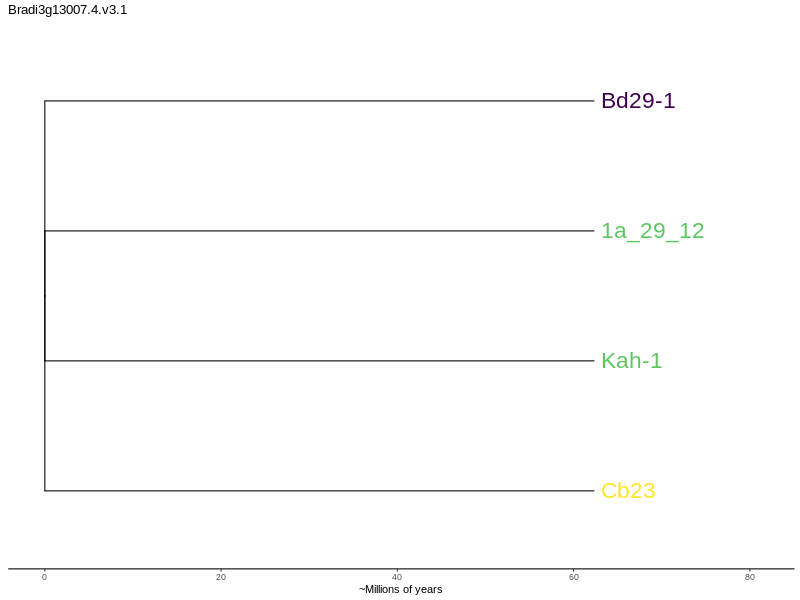 Bradi3g13007.4.v3.1
Bd29-1
1a_29_12
Kah-1
Cb23
0 20 40 60 80
~Millions of years